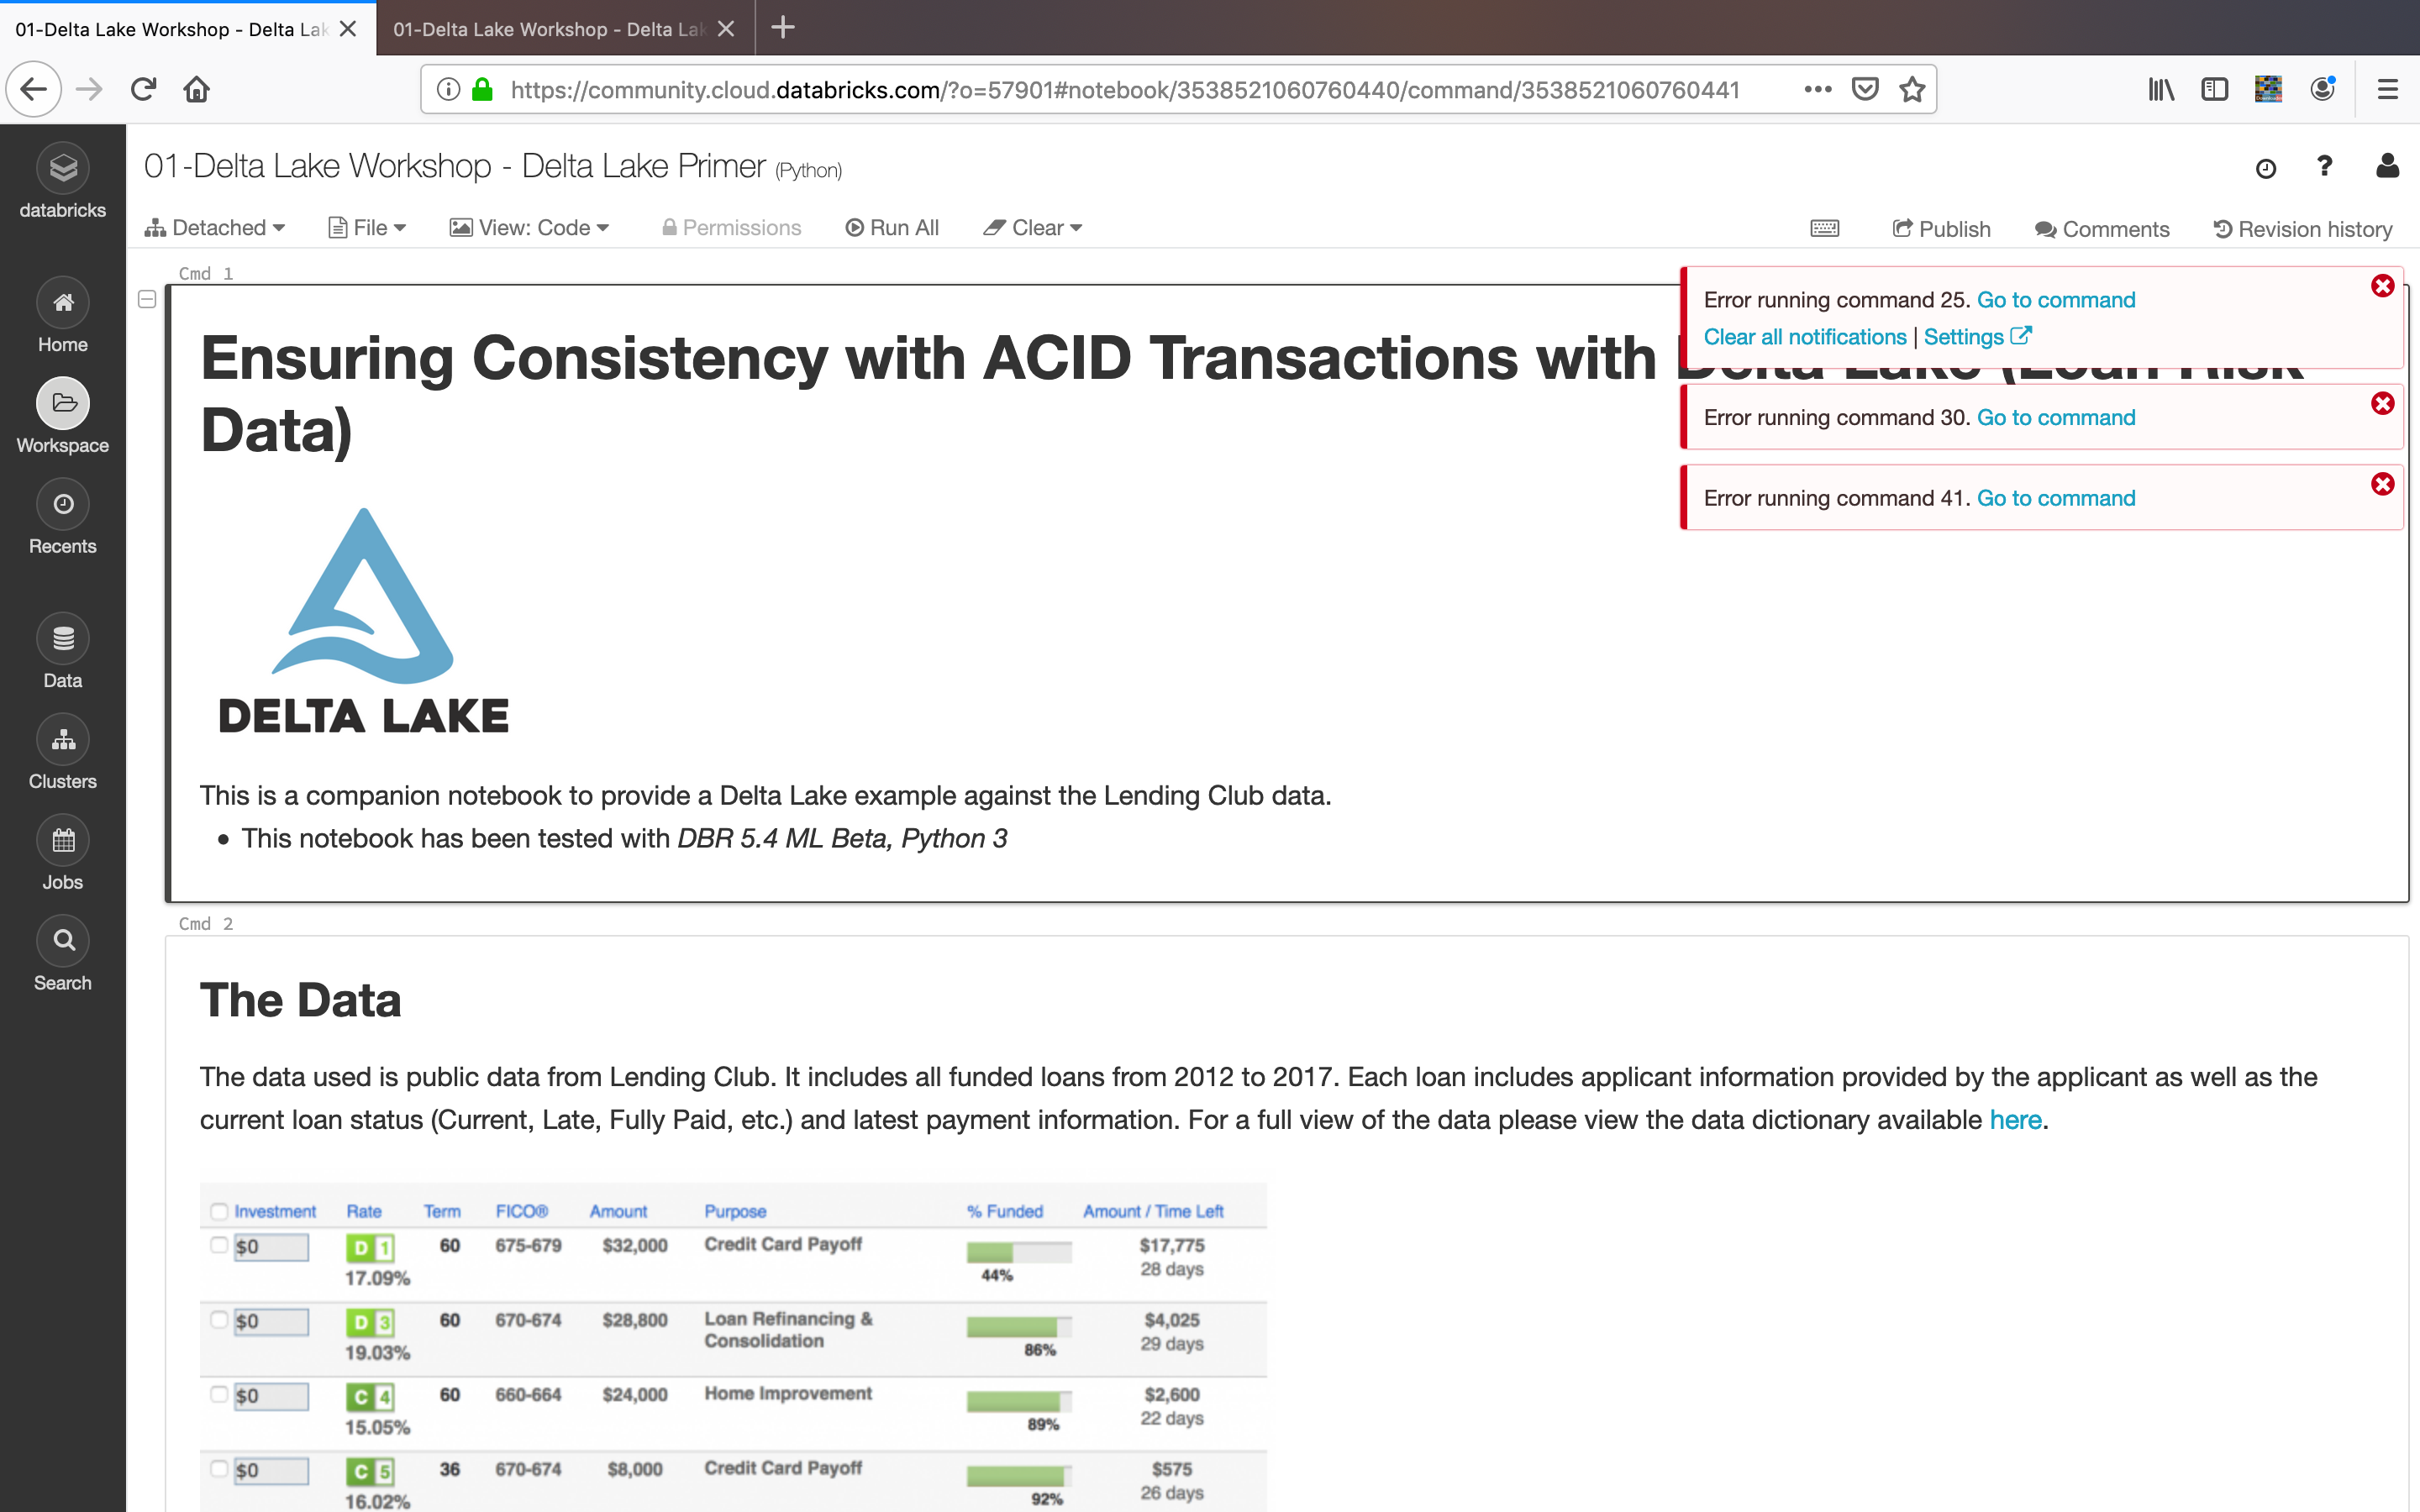 01-Delta Lake Workshop - Delta Lak
01-Delta Lake Workshop - Delta Lak
https://community.cloud.databricks.com/?o=57901#notebook/3538521060760440/command/3538521060760441
01-Delta Lake Workshop - Delta Lake Primer (Python)
Detached File View: Code Permissions Run All Clear Publish Comments Revision history
databricks
Home
Workspace
Recents
Data
Clusters
Jobs
Search
Cmd 1
Error running command 25. Go to command
Clear all notifications | Settings
Error running command 30. Go to command
Error running command 41. Go to command
Ensuring Consistency with ACID Transactions with Delta Lake (Loan Risk
Data)
DELTA LAKE
This is a companion notebook to provide a Delta Lake example against the Lending Club data.
• This notebook has been tested with DBR 5.4 ML Beta, Python 3
Cmd 2
The Data
The data used is public data from Lending Club. It includes all funded loans from 2012 to 2017. Each loan includes applicant information provided by the applicant as well as the
current loan status (Current, Late, Fully Paid, etc.) and latest payment information. For a full view of the data please view the data dictionary available here.
Investment Rate Term FICO® Amount Purpose % Funded Amount / Time Left
$0 D 1 60 675-679 $32,000 Credit Card Payoff $17,775
17.09% 44% 28 days
$0 D 3 60 670-674 $28,800 Loan Refinancing & $4,025
Consolidation
19.03% 86% 29 days
$0 C 4 60 660-664 $24,000 Home Improvement $2,600
15.05% 89% 22 days
$0 C 5 36 670-674 $8,000 Credit Card Payoff $575
16.02% 92% 26 days